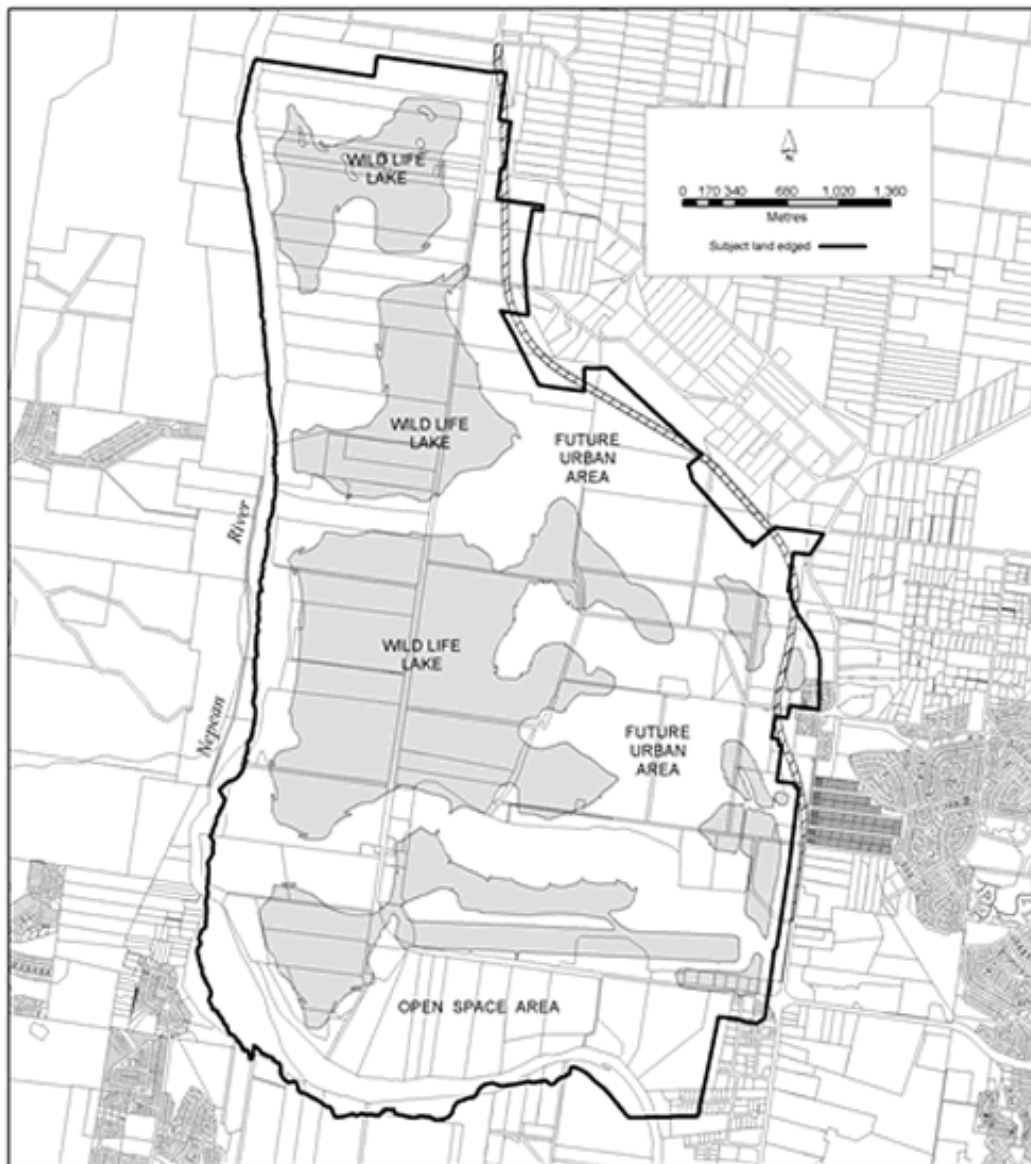 WILD LIFE
LAKE
0 170 340 680 1,020 1,360
Metres
Subject land edged
WILD LIFE
LAKE
FUTURE
URBAN
AREA
River
WILD LIFE
LAKE
Nepean
FUTURE
URBAN
AREA
OPEN SPACE AREA